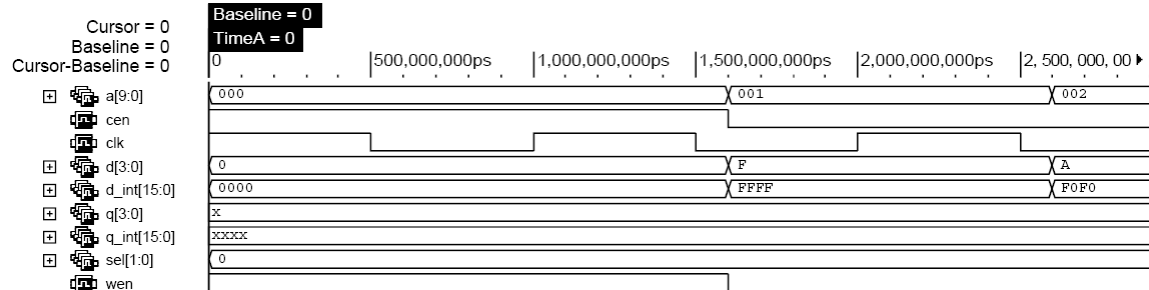 Cursor = 0
Baseline = 0
Cursor-Baseline = 0
Baseline = 0
TimeA = 0
0 500,000,000ps 1,000,000,000ps 1,500,000,000ps 2,000,000,000ps 2,500,000,00
a[9:0] 000 001 002
cen
clk
d[3:0] 0 F A
d_int[15:0] 0000 FFFF F0F0
q[3:0] x
q_int[15:0] xxxx
sel[1:0] 0
wen